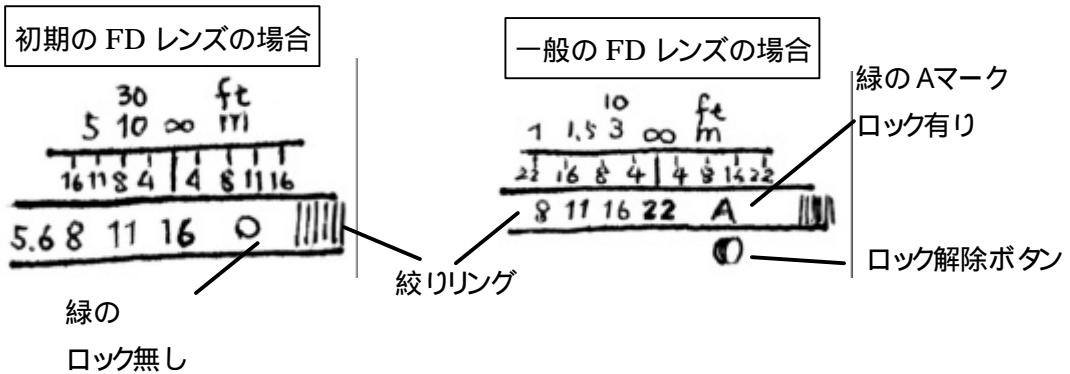 初期の FD レンズの場合
30 ft
5 10 ∞ m
16 11 8 4 4 8 11 16
5.6 8 11 16 O
緑の
ロック無し
絞りリング
一般の FD レンズの場合
10 ft
1 1.5 3 ∞ m
22 16 8 4 4 8 16 22
8 11 16 22 A
緑の Aマーク
ロック有り
ロック解除ボタン